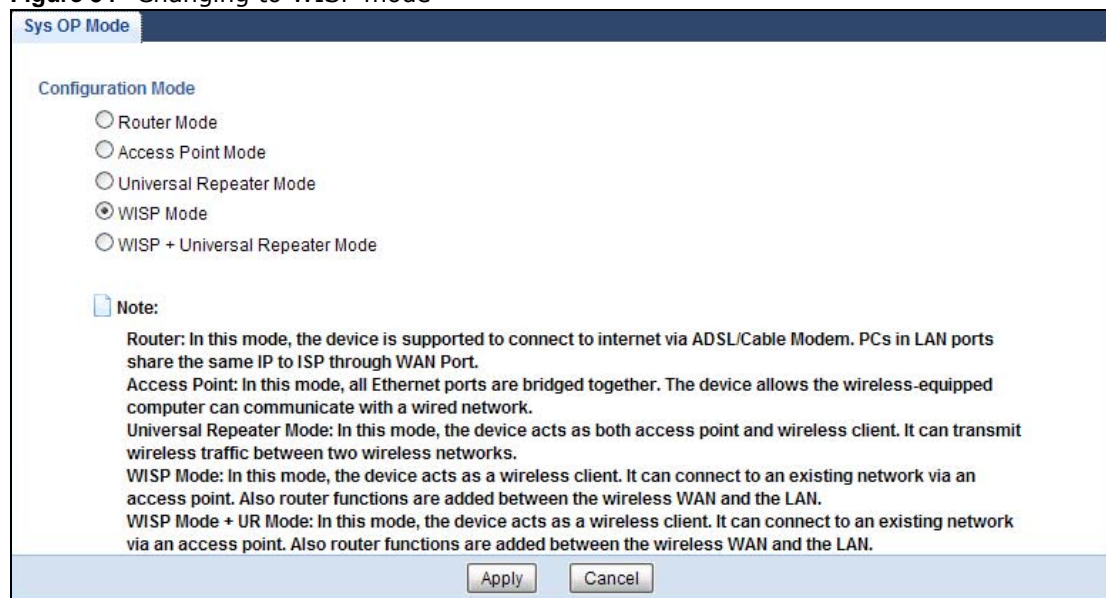 Sys OP Mode
Configuration Mode
Router Mode
Access Point Mode
Universal Repeater Mode
WISP Mode
WISP + Universal Repeater Mode
Note:
Router: In this mode, the device is supported to connect to internet via ADSL/Cable Modem. PCs in LAN ports
share the same IP to ISP through WAN Port.
Access Point: In this mode, all Ethernet ports are bridged together. The device allows the wireless-equipped
computer can communicate with a wired network.
Universal Repeater Mode: In this mode, the device acts as both access point and wireless client. It can transmit
wireless traffic between two wireless networks.
WISP Mode: In this mode, the device acts as a wireless client. It can connect to an existing network via an
access point. Also router functions are added between the wireless WAN and the LAN.
WISP Mode + UR Mode: In this mode, the device acts as a wireless client. It can connect to an existing network
via an access point. Also router functions are added between the wireless WAN and the LAN.
Apply Cancel